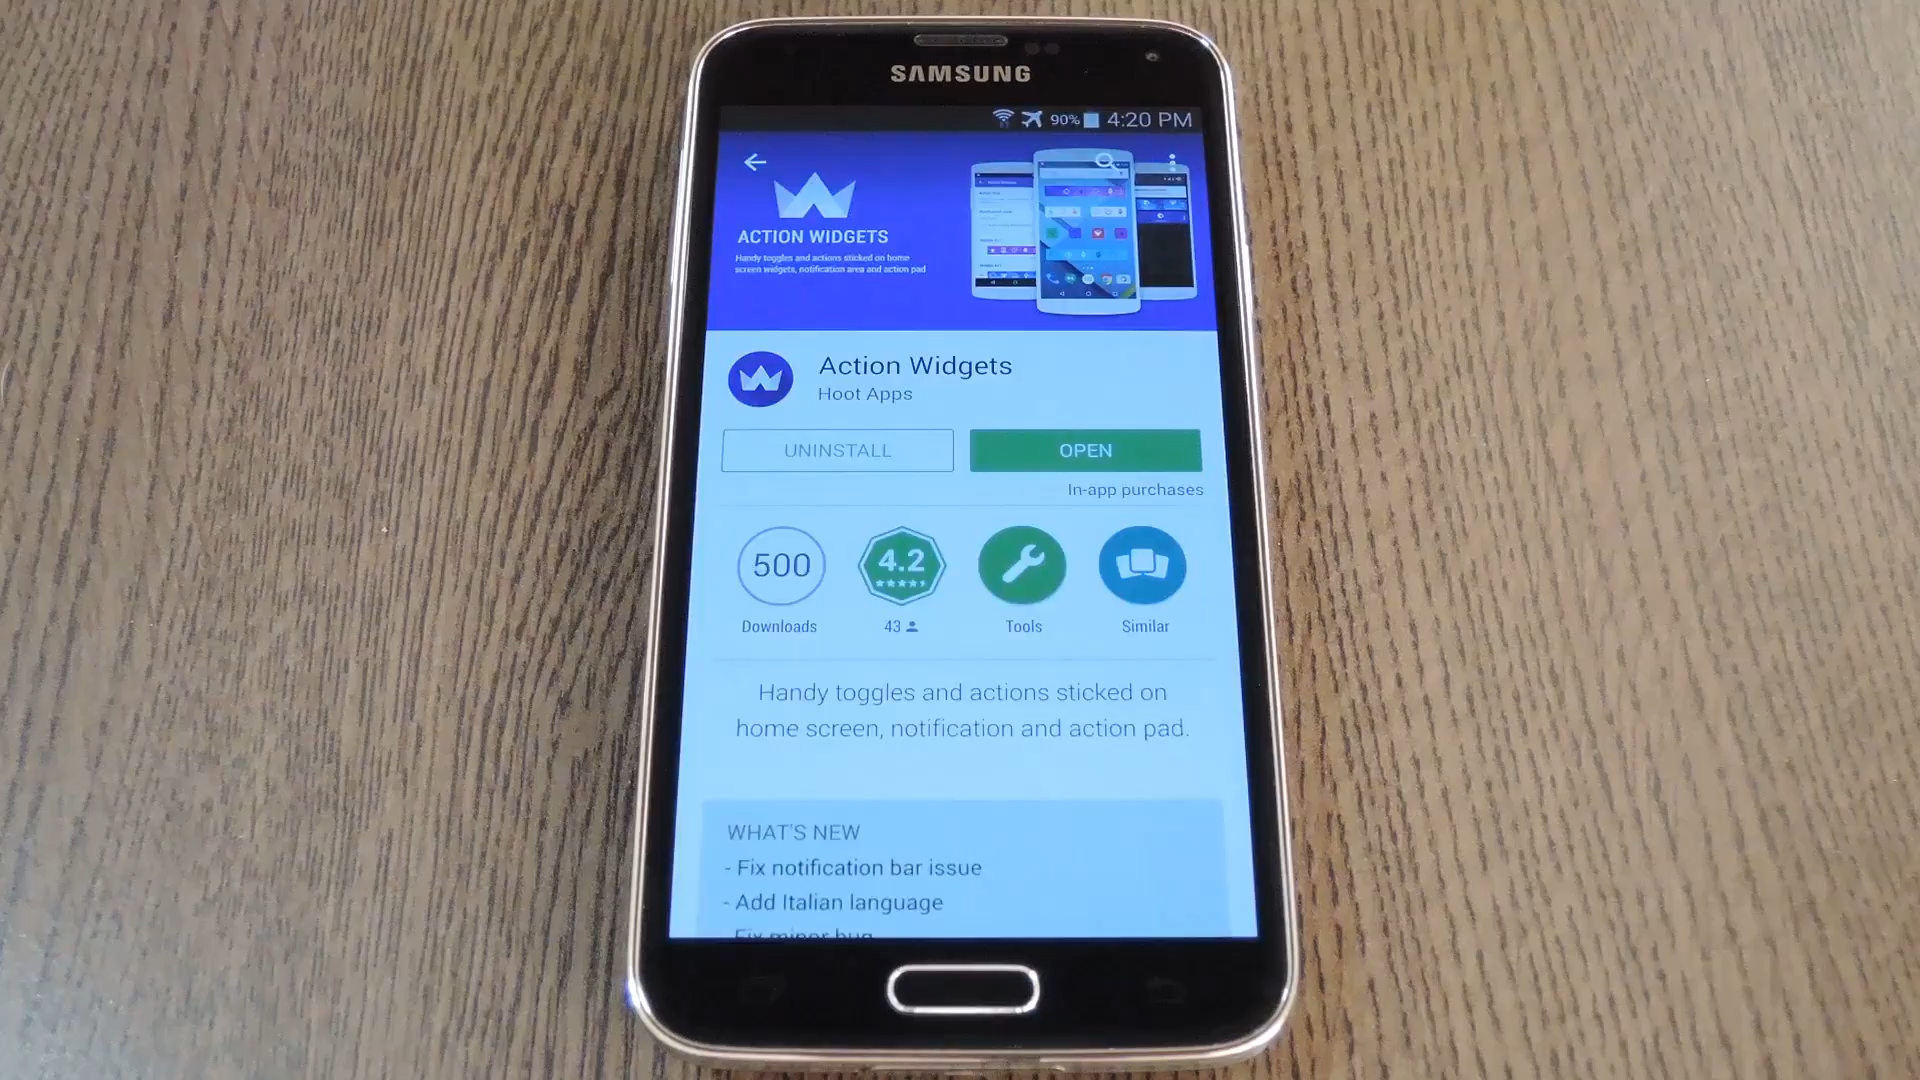 SAMSUNG
90% 4:20 PM
ACTION WIDGETS
Handy toggles and actions sticked on home
screen widgets, notification area and action pad
Action Widgets
Hoot Apps
UNINSTALL
OPEN
In-app purchases
500
4.2
Downloads
43
Tools
Similar
Handy toggles and actions sticked on
home screen, notification and action pad.
WHAT'S NEW
- Fix notification bar issue
- Add Italian language
Fix minor bug